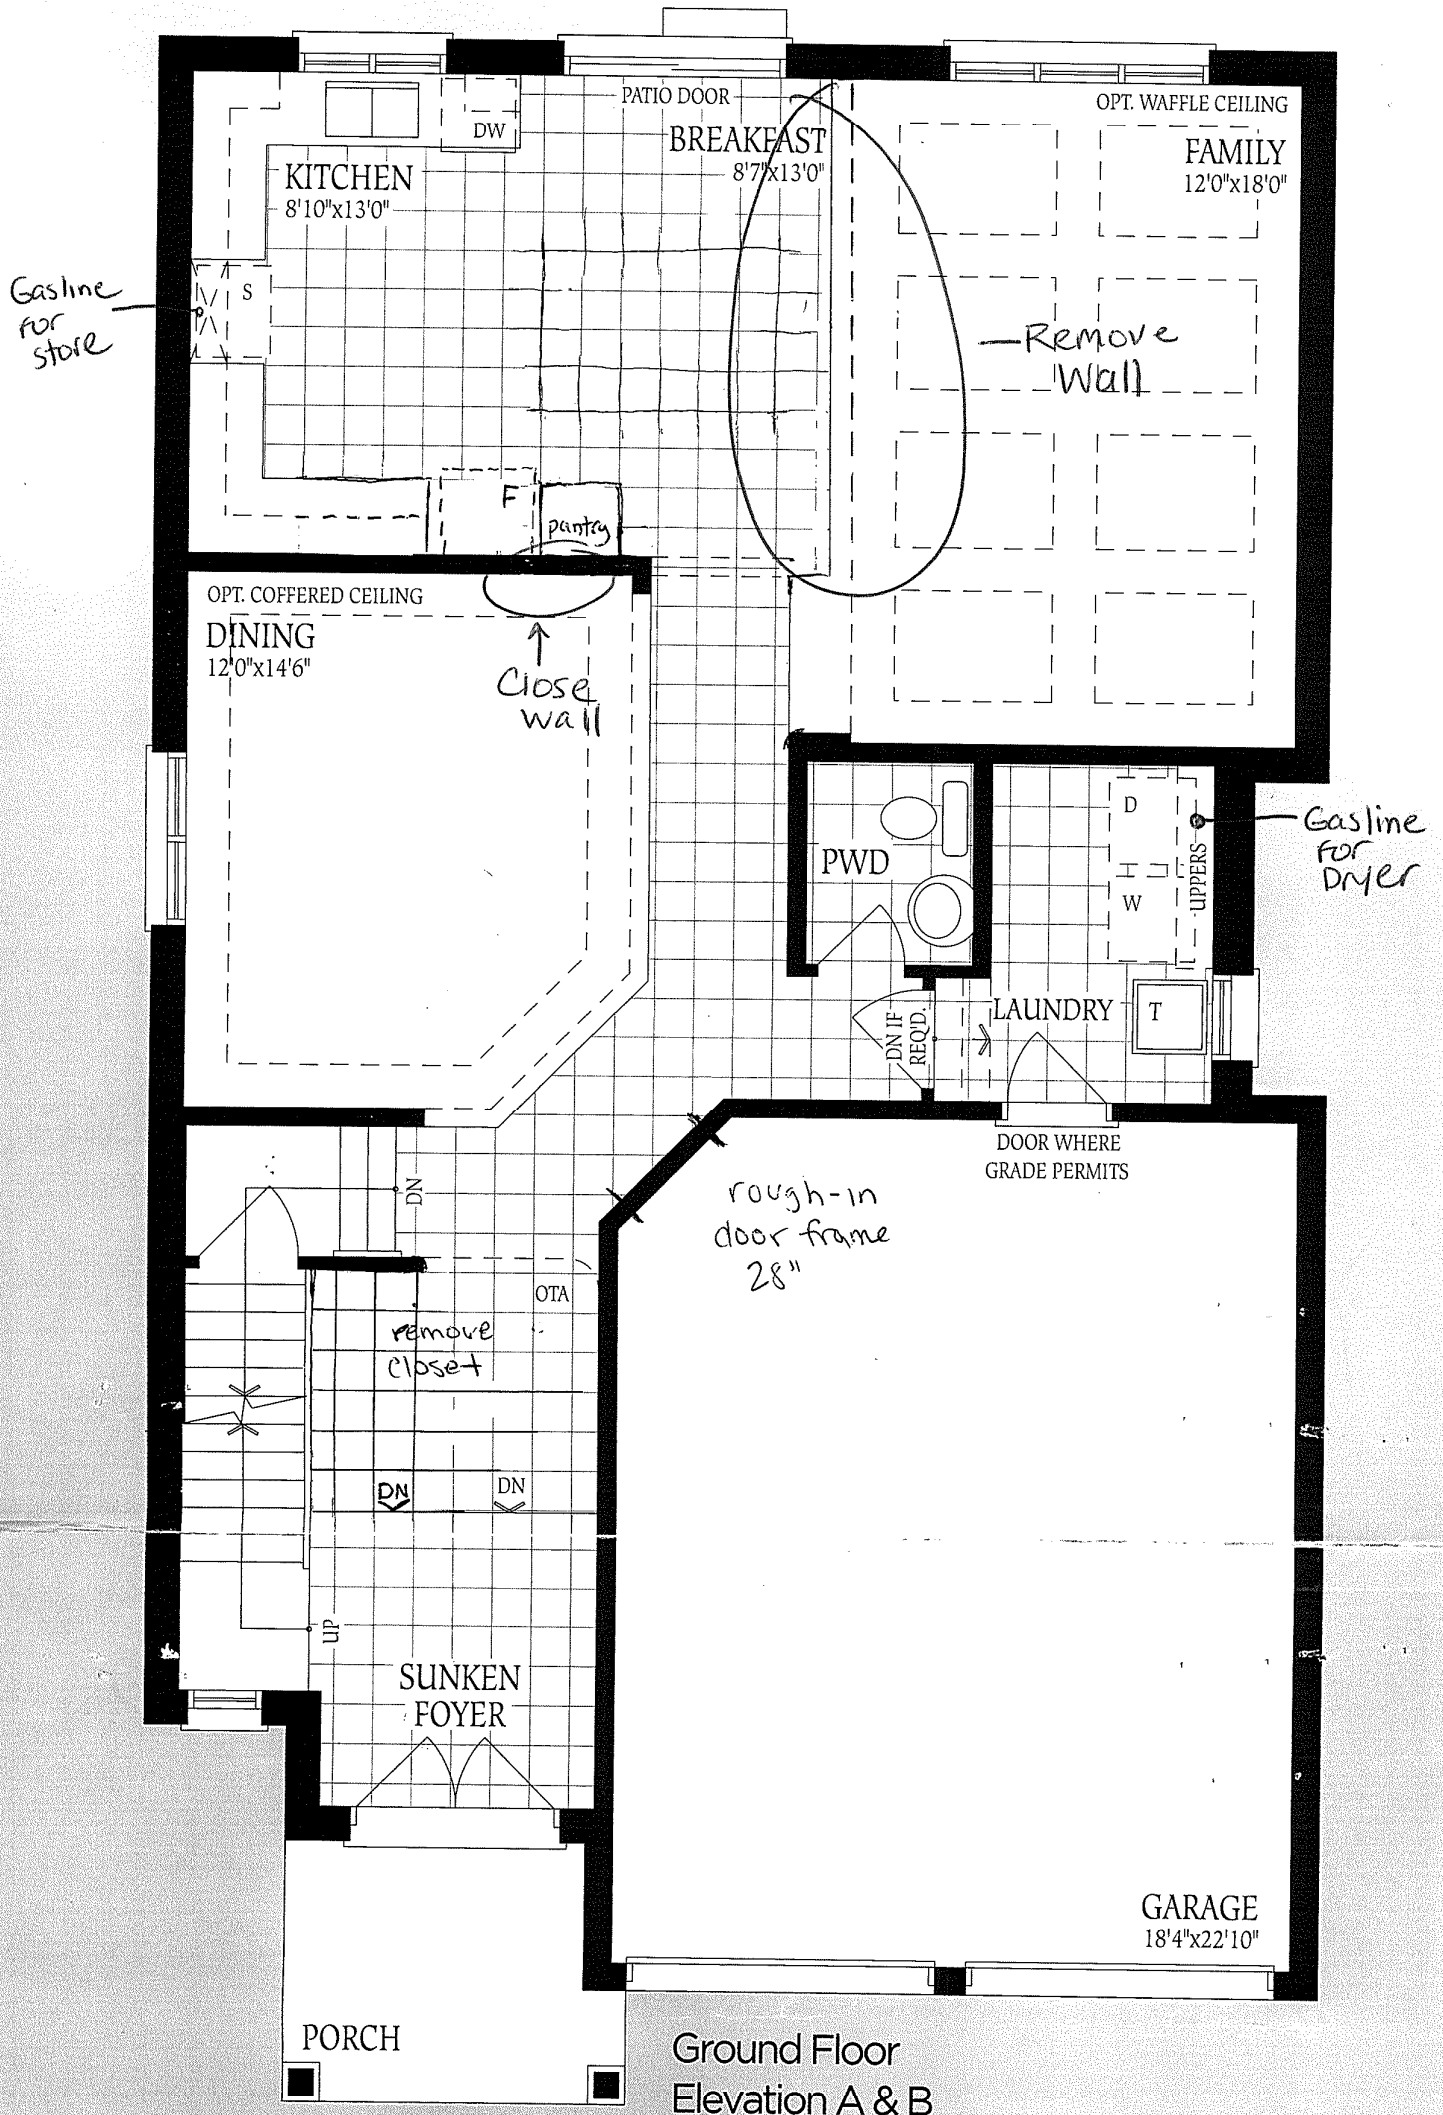 PATIO DOOR
OPT. WAFFLE CEILING
DW
BREAKFAST
8'7"x13'0"
FAMILY
12'0"x18'0"
KITCHEN
8'10"x13'0"
Gasline
for
store
S
Remove
Wall
F
pantry
OPT. COFFERED CEILING
DINING
12'0"x14'6"
Close
wall
D
Gasline
for
Dryer
PWD
UPPERS
W
LAUNDRY
T
DN IF
REQ'D.
DOOR WHERE
GRADE PERMITS
DN
rough-in
door frame
28"
OTA
remove
closet
DN
DN
UP
SUNKEN
FOYER
GARAGE
18'4"x22'10"
PORCH
Ground Floor
Elevation A & B